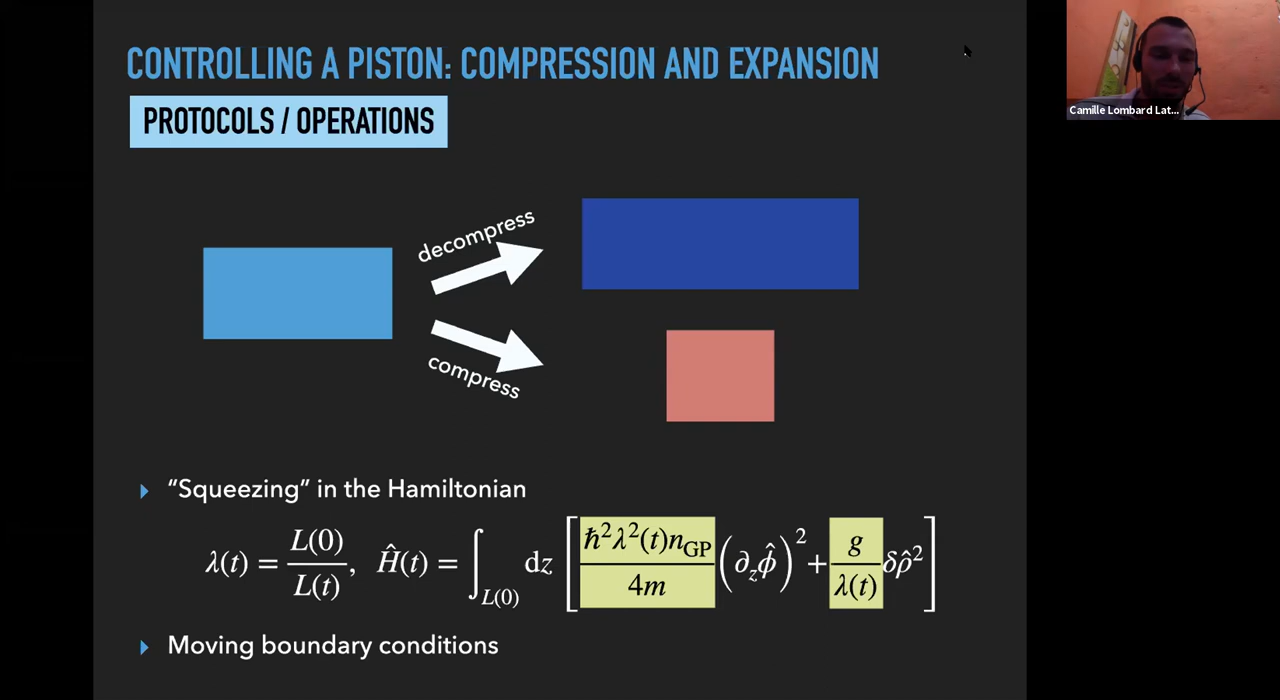 CONTROLLING A PISTON: COMPRESSION AND EXPANSION
PROTOCOLS / OPERATIONS
Camille Lombard Lat...
decompress
compress
“Squeezing” in the Hamiltonian
λ(t) = L(0)/L(t), Ĥ(t) = ∫_{L(0)} dz [ ℏ²λ²(t)n_GP/4m (∂_z ϕ̂)² + g/λ(t) δρ̂² ]
Moving boundary conditions